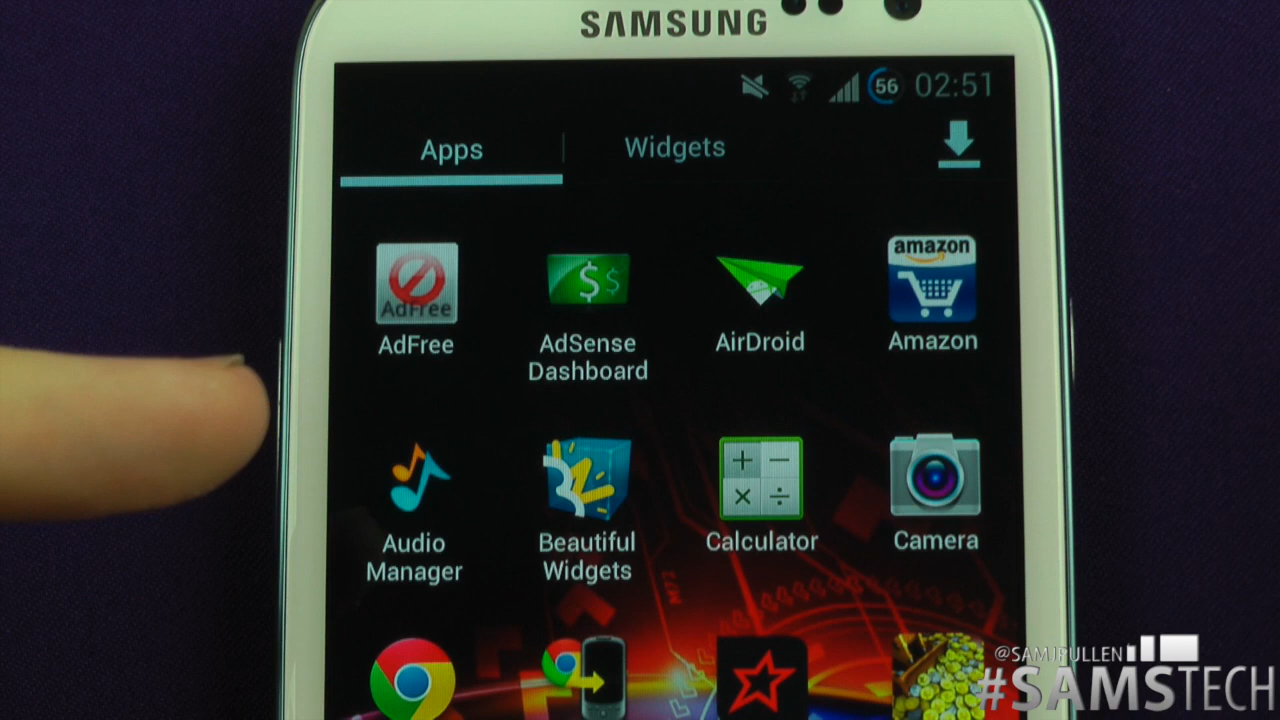 SAMSUNG
56 02:51
Apps Widgets
AdFree
amazon
AdFree
AdSense
Dashboard
AirDroid
Amazon
Audio
Manager
Beautiful
Widgets
Calculator
Camera
@SAMJPULLEN
#SAMSTECH